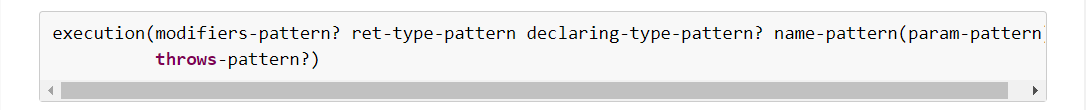 execution(modifiers-pattern? ret-type-pattern declaring-type-pattern? name-pattern(param-pattern)
throws-pattern?)